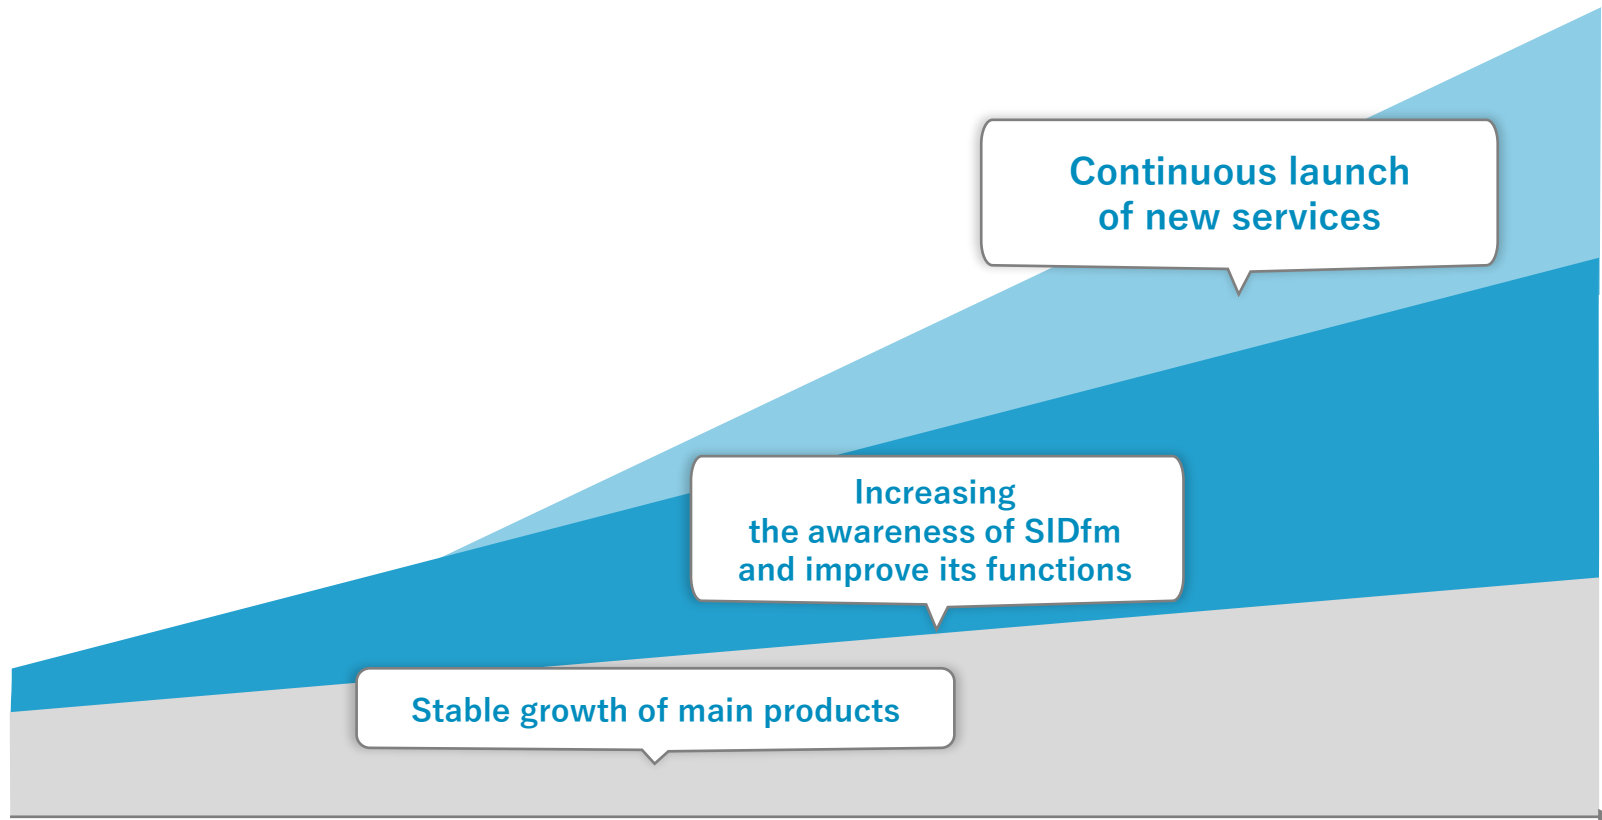 Continuous launch
of new services
Increasing
the awareness of SIDfm
and improve its functions
Stable growth of main products